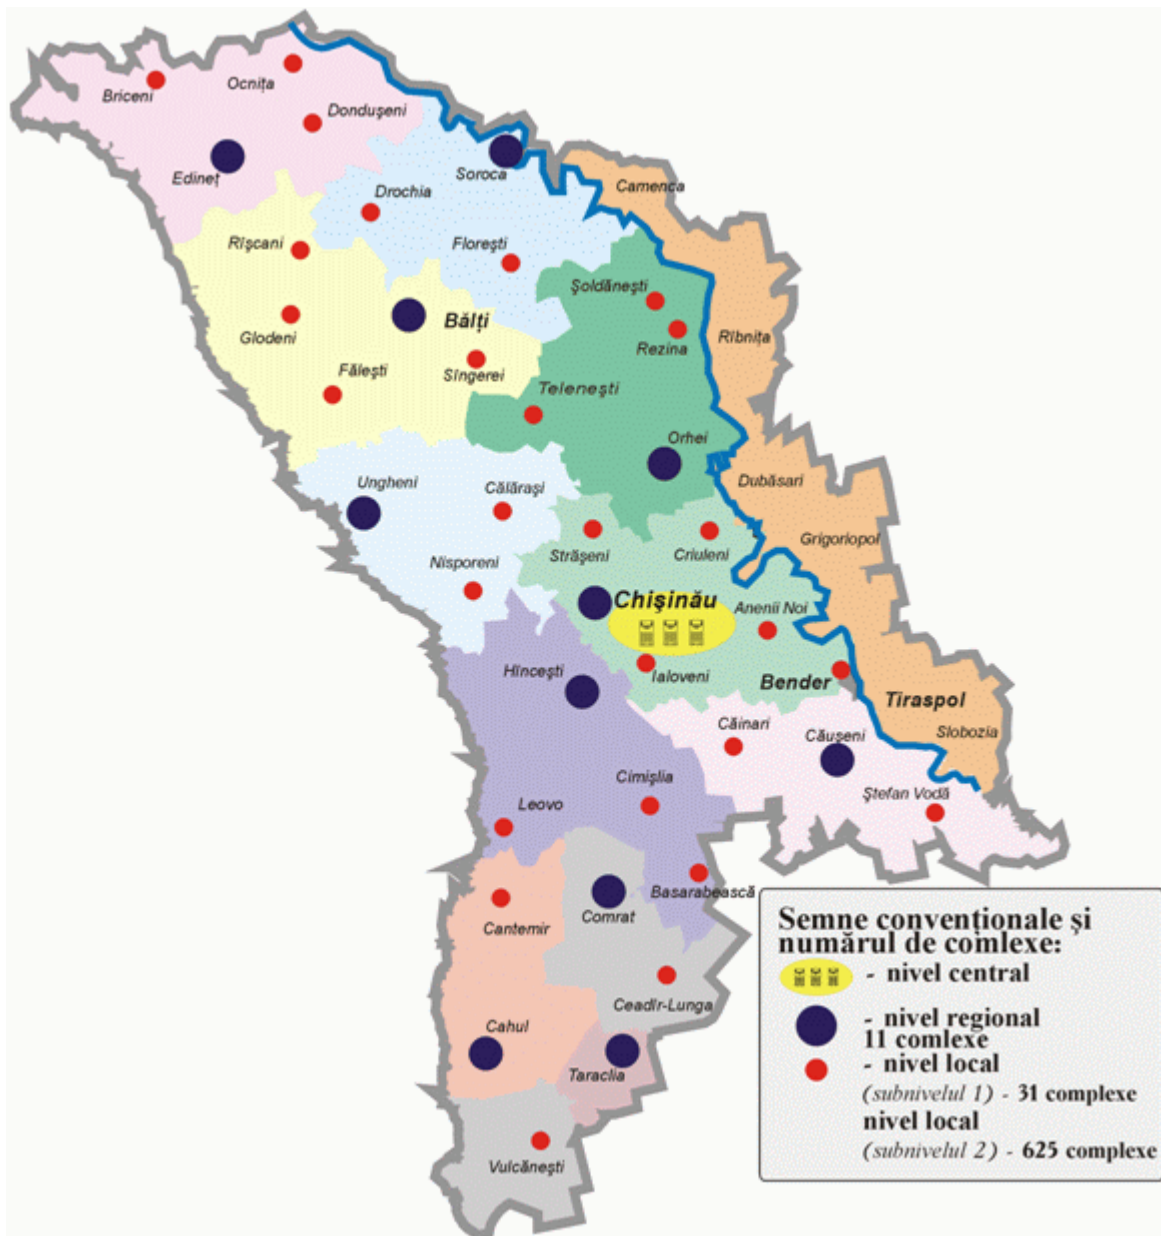 Ocnița
Briceni
Dondușeni
Soroca
Edineț
Camenca
Drochia
Rîșcani
Florești
Șoldănești
Bălți
Glodeni
Rîbnița
Rezina
Fălești
Sîngerei
Telenești
Orhei
Ungheni
Călărași
Dubăsari
Grigoriopol
Strășeni
Criuleni
Nisporeni
Chișinău
Anenii Noi
Hîncești
Ialoveni
Bender
Tiraspol
Căinari
Căușeni
Slobozia
Cimișlia
Leovo
Ștefan Vodă
Basarabească
Comrat
Cantemir
Ceadîr-Lunga
Cahul
Taraclia
Vulcănești
Semne convenționale și
numărul de comlexe:
- nivel central
- nivel regional
11 comlexe
- nivel local
(subnivelul 1) - 31 complexe
nivel local
(subnivelul 2) - 625 complexe